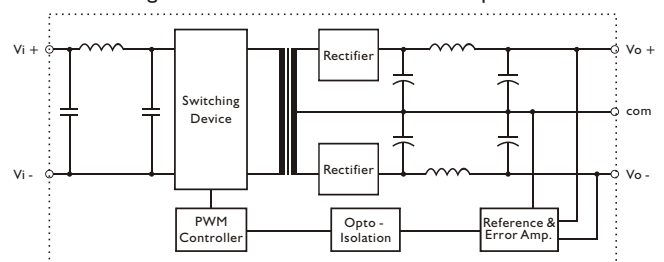 Vi +
Rectifier
Vo +
Switching
Device
com
Rectifier
Vi -
Vo -
PWM
Controller
Opto -
Isolation
Reference &
Error Amp.